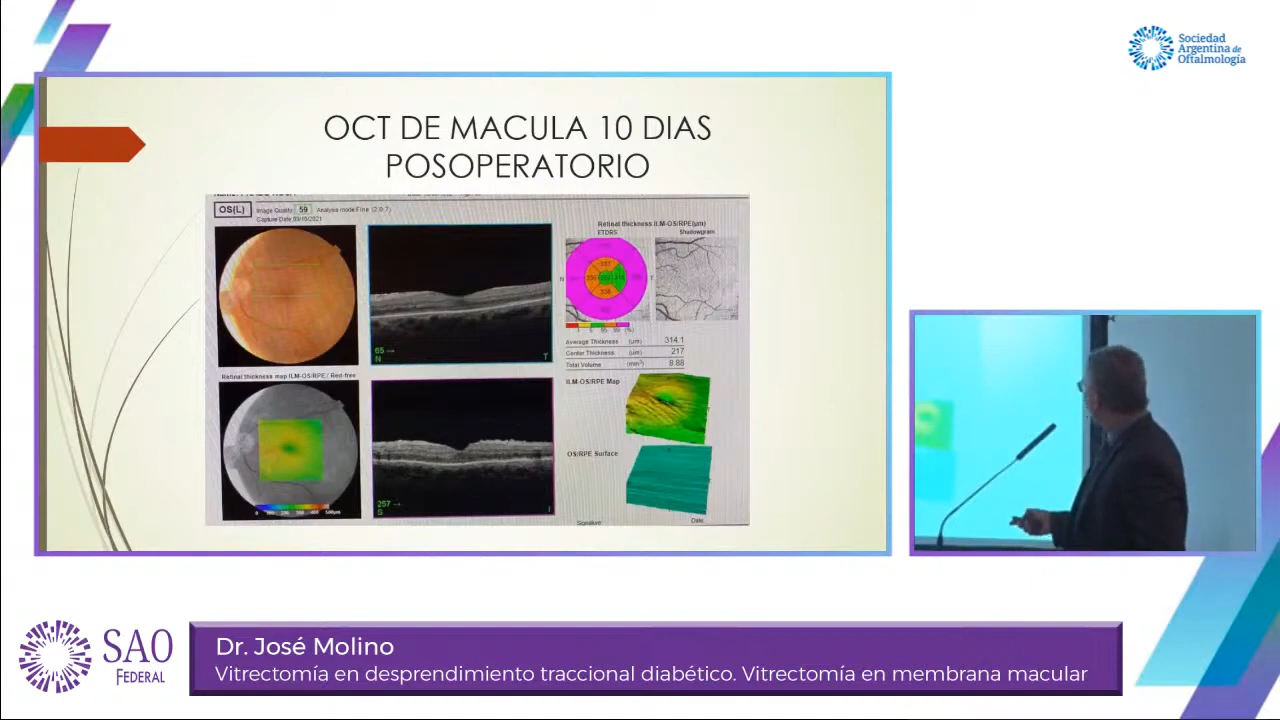 Sociedad
Argentina de
Oftalmología
OCT DE MACULA 10 DIAS
POSOPERATORIO
OS(L)
Image Quality 59 Analysis mode Fine (2.0.7)
Retinal thickness ILM-OS/RPE(μm)
ETDRS
Shadowgram
N
T
336
Average Thickness (μm) 314.1
Center Thickness (μm) 217
Total Volume (mm³) 8.88
65 →
N
T
Retinal thickness map ILM-OS/RPE / Red-free
ILM-OS/RPE Map
OS/RPE Surface
257 →
S
I
Signature:
Date:
SAO
FEDERAL
Dr. José Molino
Vitrectomía en desprendimiento traccional diabético. Vitrectomía en membrana macular